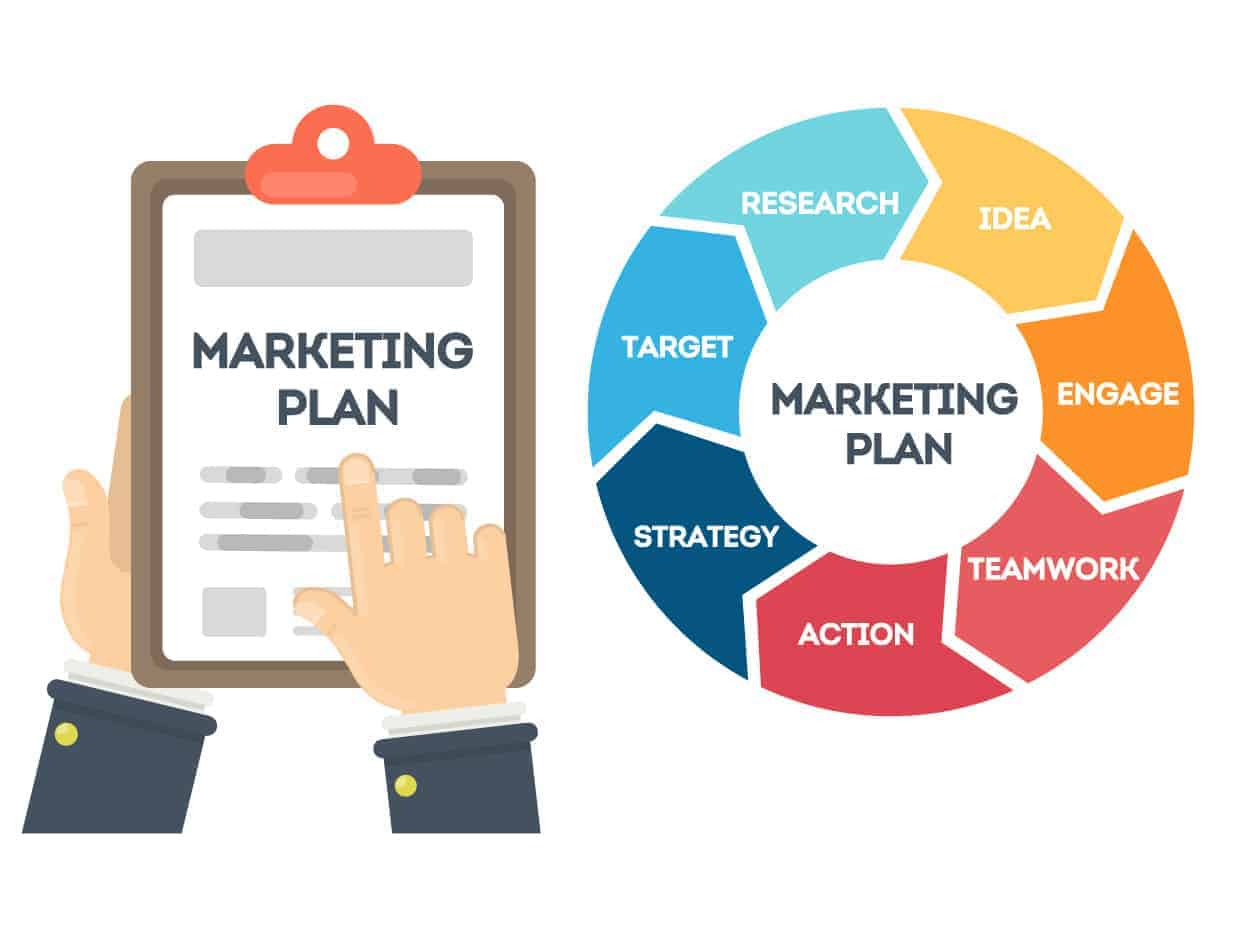 MARKETING
PLAN
RESEARCH
IDEA
TARGET
ENGAGE
MARKETING
PLAN
STRATEGY
TEAMWORK
ACTION